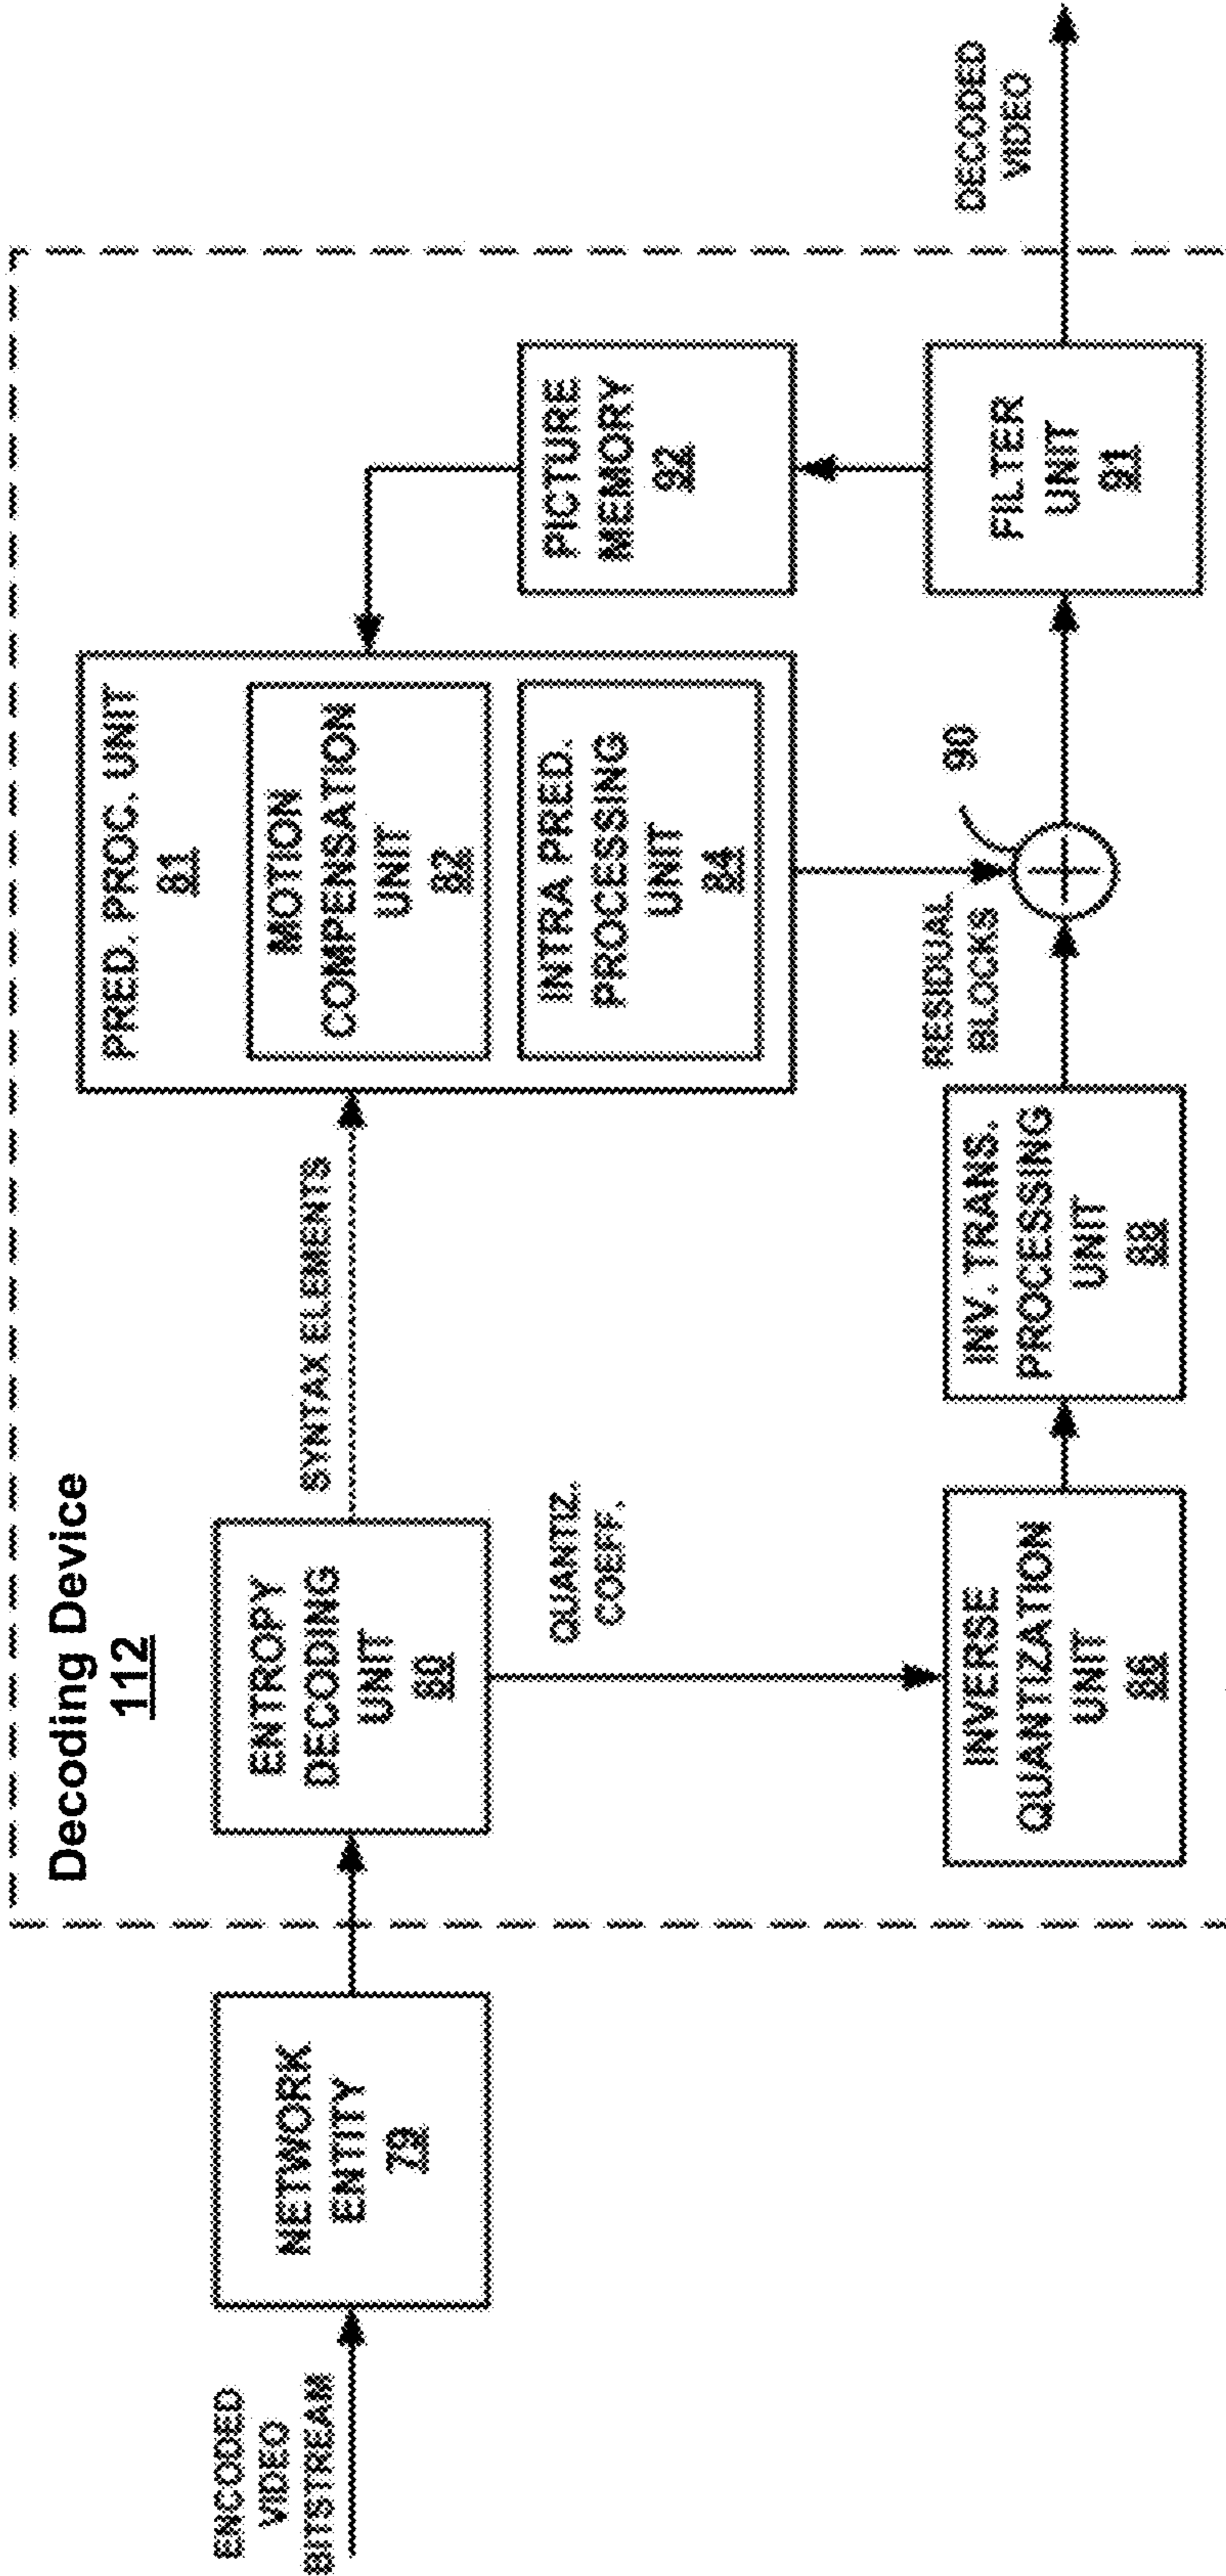 Decoding Device
112
ENCODED
VIDEO
BITSTREAM
NETWORK
ENTITY
79
ENTROPY
DECODING
UNIT
80
SYNTAX ELEMENTS
PRED. PROC. UNIT
81
MOTION
COMPENSATION
UNIT
82
INTRA PRED.
PROCESSING
UNIT
84
PICTURE
MEMORY
92
QUANTIZ.
COEFF.
INVERSE
QUANTIZATION
UNIT
86
INV. TRANS.
PROCESSING
UNIT
88
RESIDUAL
BLOCKS
90
FILTER
UNIT
91
DECODED
VIDEO